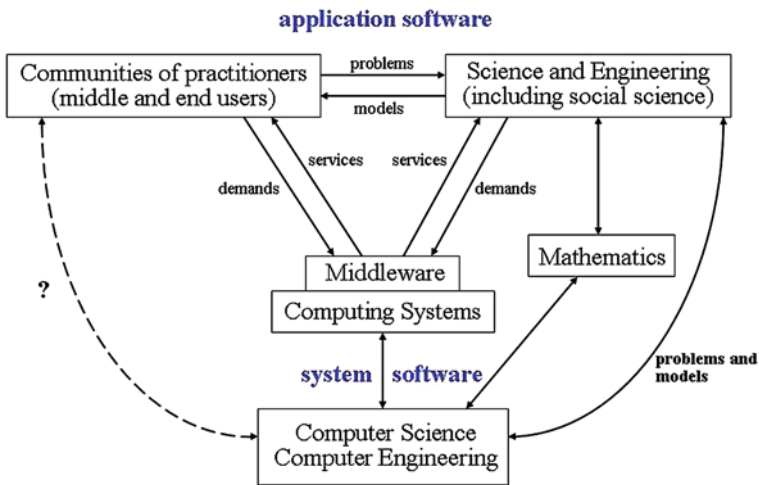 application software
Communities of practitioners
(middle and end users)
problems
models
Science and Engineering
(including social science)
services
services
demands
demands
Middleware
Computing Systems
Mathematics
?
system software
problems and
models
Computer Science
Computer Engineering